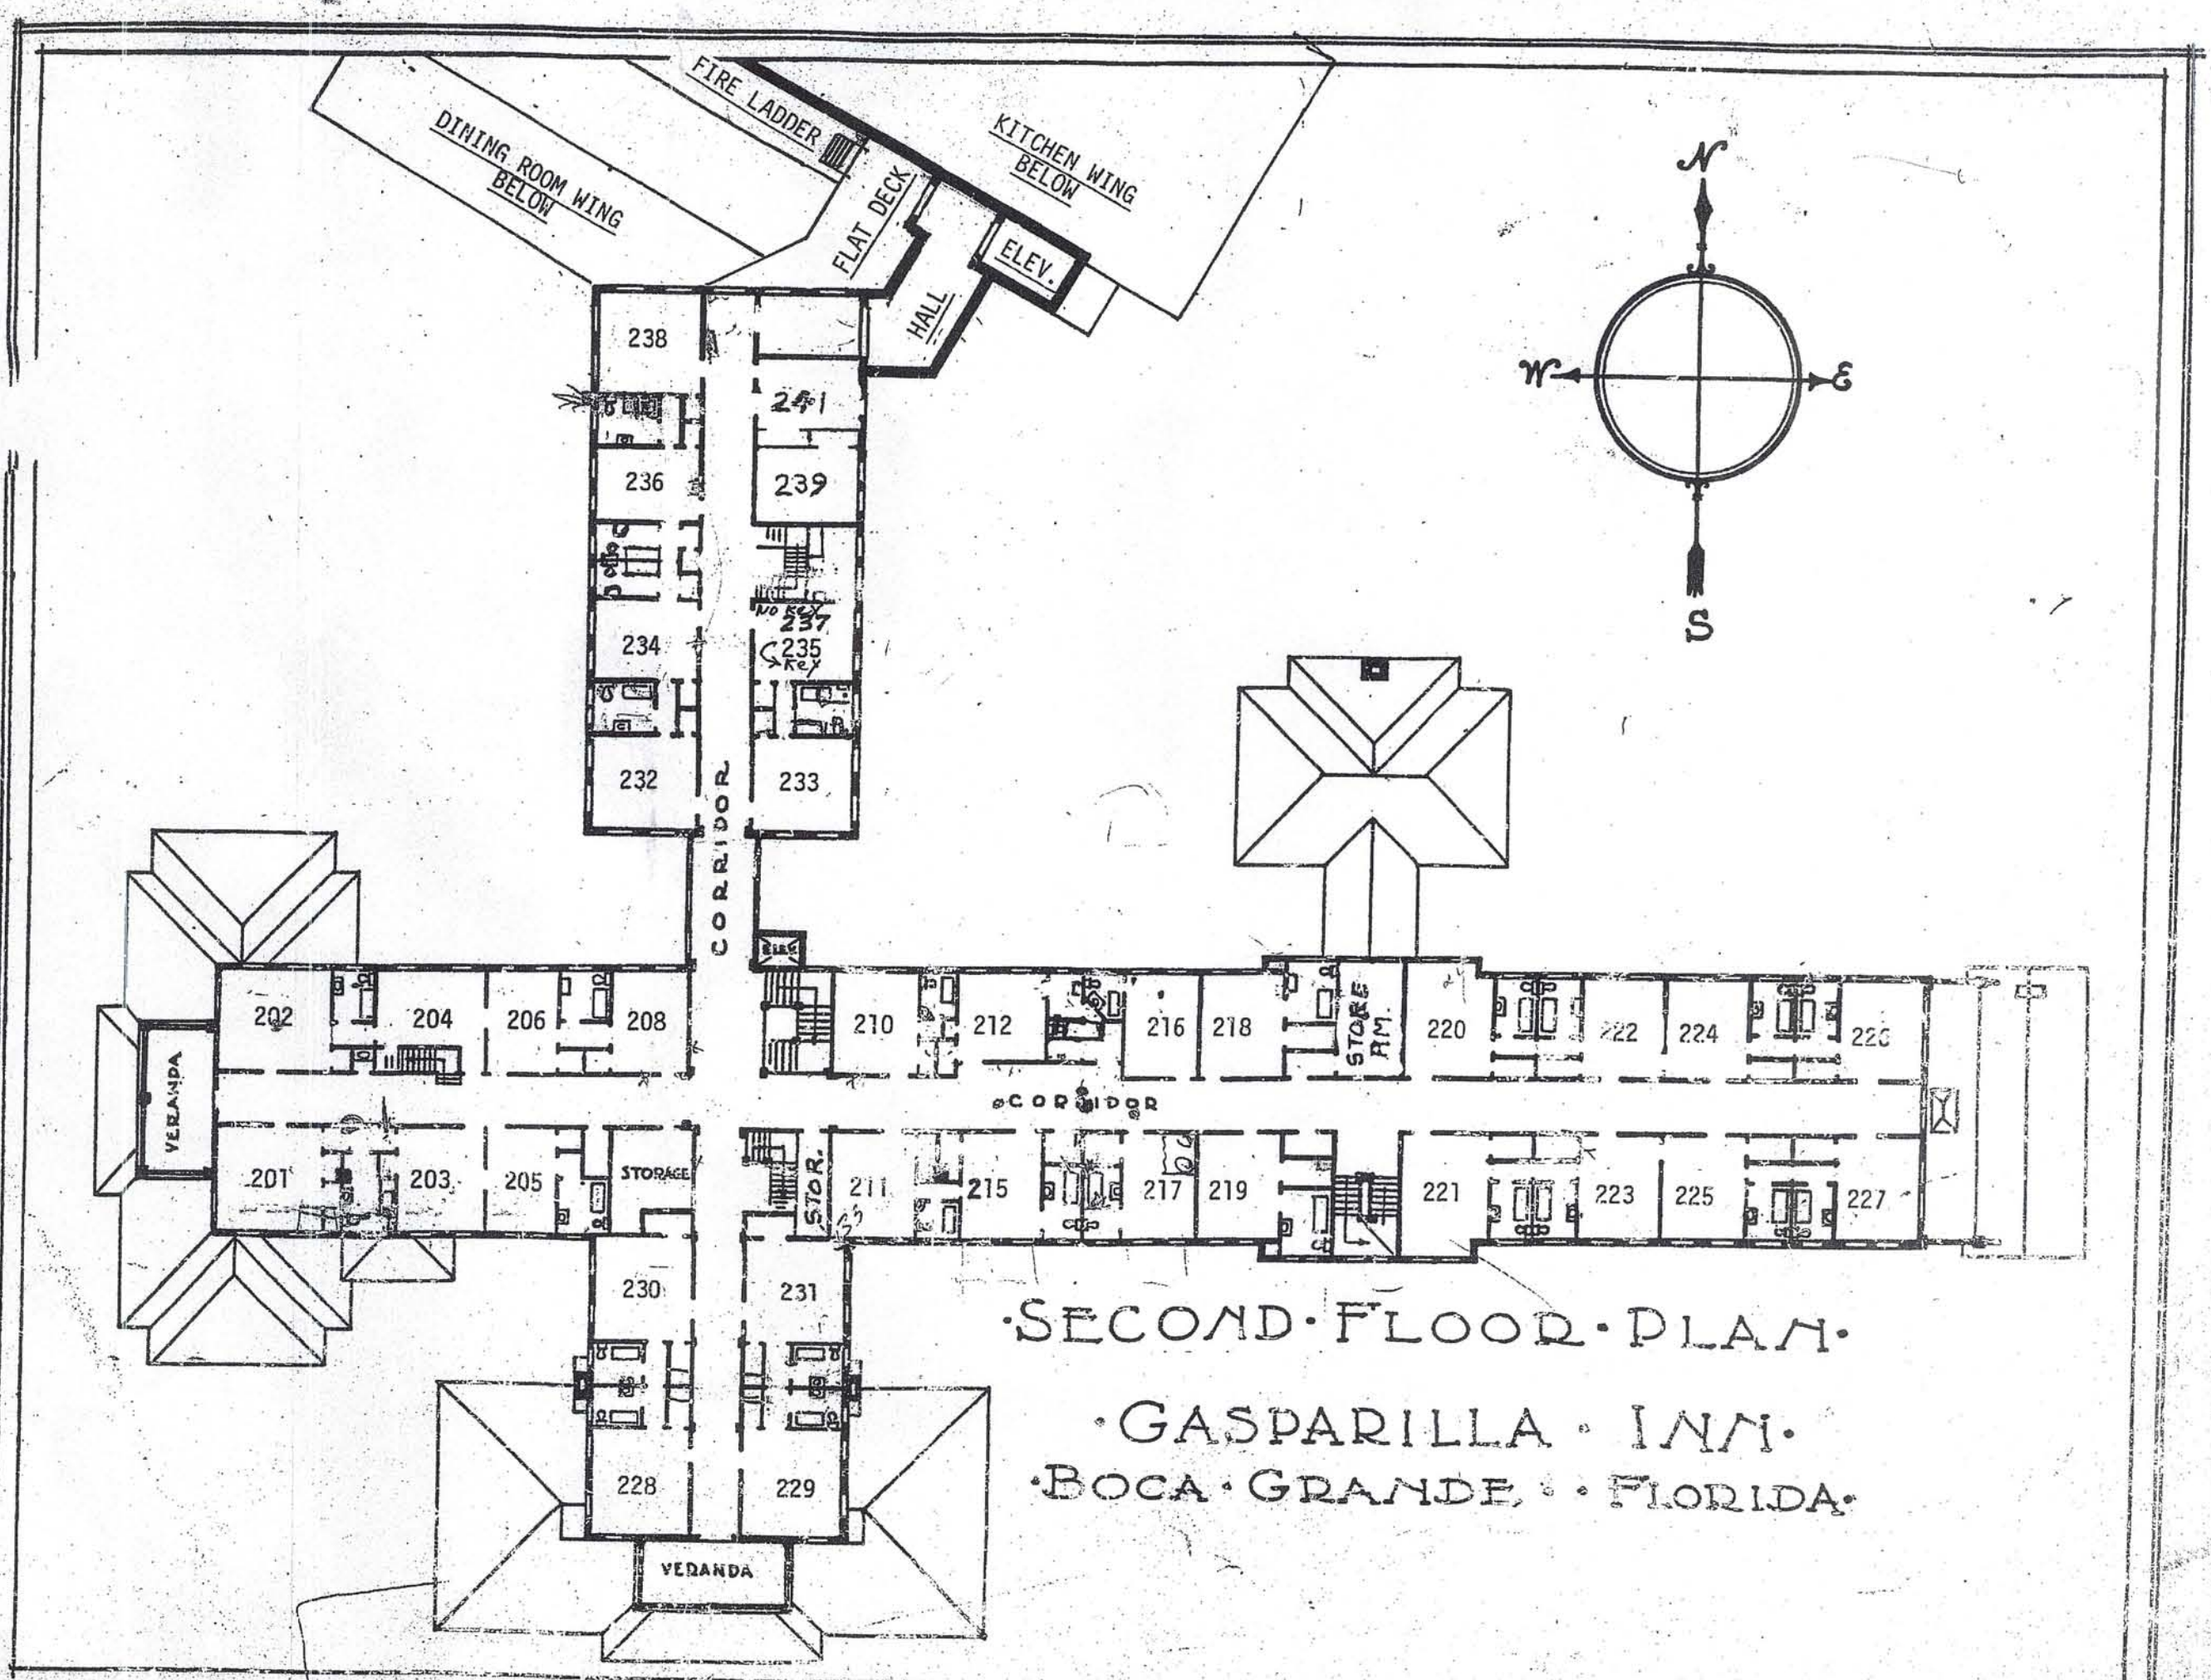 FIRE LADDER
DINING ROOM WING
BELOW
KITCHEN WING
BELOW
FLAT DECK
ELEV.
HALL
N
W
E
S
238
241
236
239
NO KEY
237
234
235
KEY
232
233
CORRIDOR
ELEV
202
204
206
208
210
212
216
218
STORE
RM.
220
222
224
226
VERANDA
CORRIDOR
201
203
205
STORAGE
STOR.
211
215
217
219
221
223
225
227
230
231
·SECOND·FLOOR·PLAN·
·GASPARILLA·INN·
·BOCA·GRANDE··FLORIDA·
228
229
VERANDA